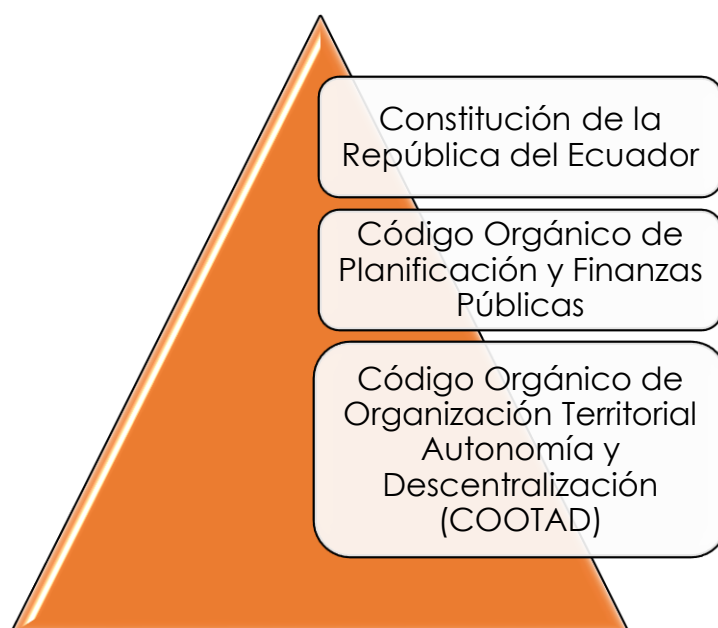 Constitución de la
República del Ecuador
Código Orgánico de
Planificación y Finanzas
Públicas
Código Orgánico de
Organización Territorial
Autonomía y
Descentralización
(COOTAD)